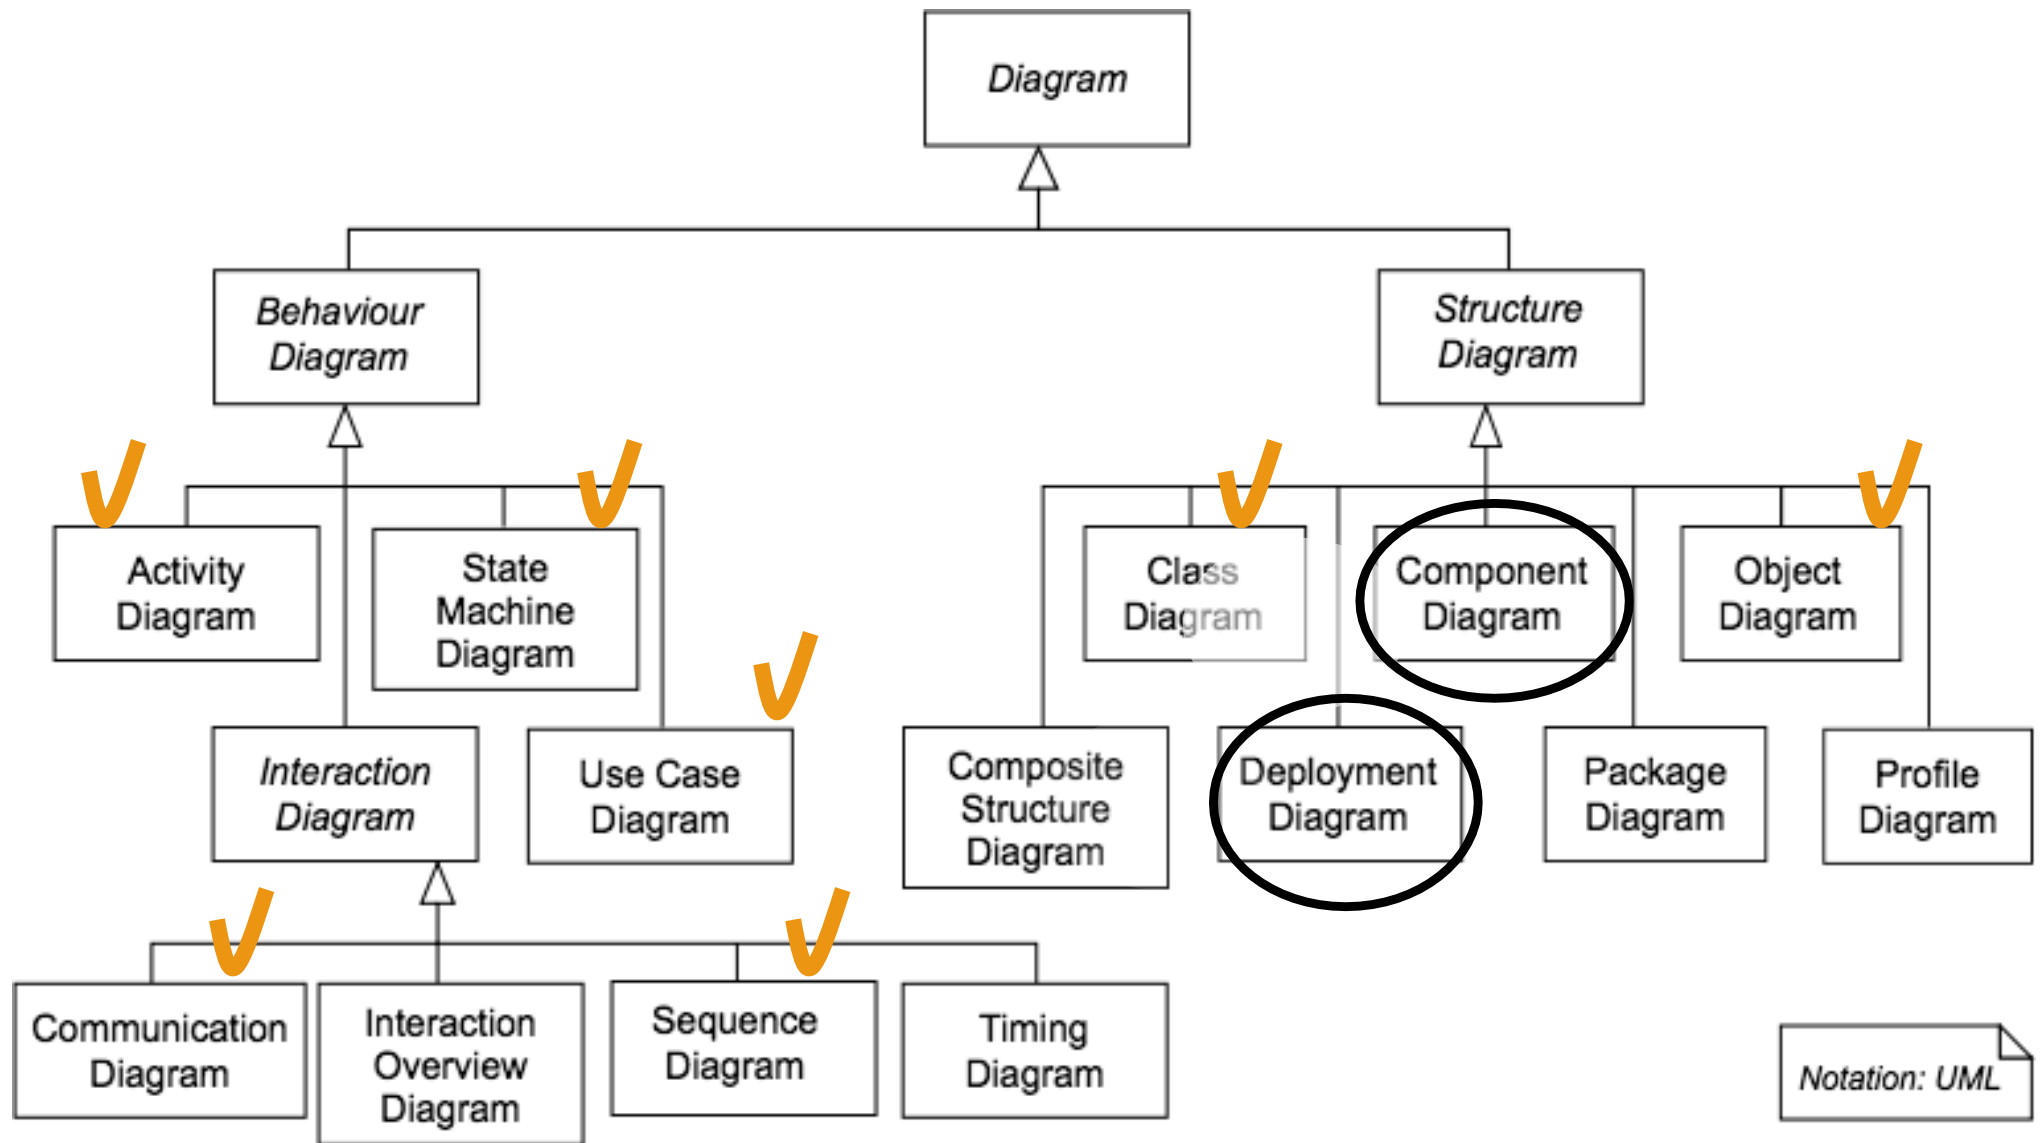 Diagram
Behaviour
Diagram
Structure
Diagram
Activity
Diagram
State
Machine
Diagram
Class
Diagram
Component
Diagram
Object
Diagram
Interaction
Diagram
Use Case
Diagram
Composite
Structure
Diagram
Deployment
Diagram
Package
Diagram
Profile
Diagram
Communication
Diagram
Interaction
Overview
Diagram
Sequence
Diagram
Timing
Diagram
Notation: UML